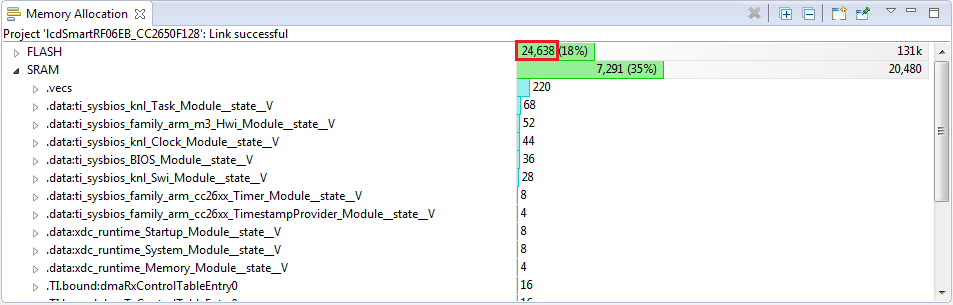 Memory Allocation
Project 'lcdSmartRF06EB_CC2650F128': Link successful
FLASH 24,638 (18%) 131k
SRAM 7,291 (35%) 20,480
.vecs 220
.data:ti_sysbios_knl_Task_Module__state__V 68
.data:ti_sysbios_family_arm_m3_Hwi_Module__state__V 52
.data:ti_sysbios_knl_Clock_Module__state__V 44
.data:ti_sysbios_BIOS_Module__state__V 36
.data:ti_sysbios_knl_Swi_Module__state__V 28
.data:ti_sysbios_family_arm_cc26xx_Timer_Module__state__V 8
.data:ti_sysbios_family_arm_cc26xx_TimestampProvider_Module__state__V 4
.data:xdc_runtime_Startup_Module__state__V 8
.data:xdc_runtime_System_Module__state__V 8
.data:xdc_runtime_Memory_Module__state__V 4
.TI.bound:dmaRxControlTableEntry0 16